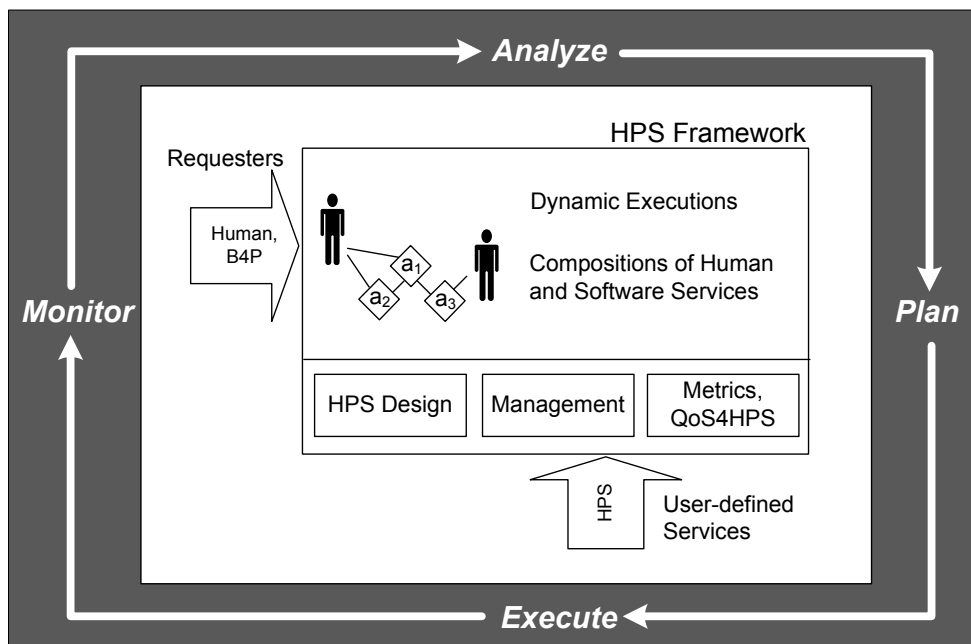 Analyze
HPS Framework
Requesters
Human,
B4P
Dynamic Executions
Compositions of Human
and Software Services
a1
a2
a3
Monitor
Plan
HPS Design
Management
Metrics,
QoS4HPS
HPS
User-defined
Services
Execute